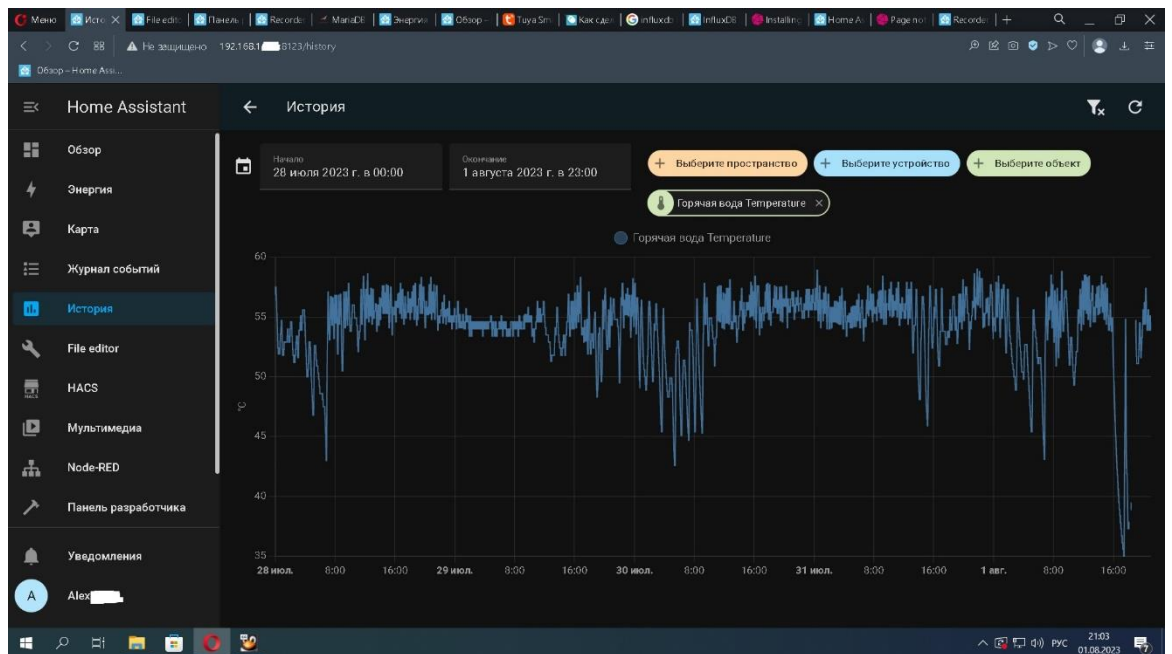 Меню Исто File edito Панель ( Recorder MariaDB Энергия Обзор - Tuya Sm Как сдел influxdb InfluxDB Installing Home As Page not Recorder
Не защищено 192.168.1 8123/history
Обзор – Home Assi...
Home Assistant
История
Обзор
Энергия
Карта
Журнал событий
История
File editor
HACS
Мультимедиа
Node-RED
Панель разработчика
Уведомления
A Alex
Начало
28 июля 2023 г. в 00:00
Окончание
1 августа 2023 г. в 23:00
+ Выберите пространство
+ Выберите устройство
+ Выберите объект
Горячая вода Temperature ×
Горячая вода Temperature
60
55
50
45
40
35
°C
28 июл. 8:00 16:00 29 июл. 8:00 16:00 30 июл. 8:00 16:00 31 июл. 8:00 16:00 1 авг. 8:00 16:00
РУС
21:03
01.08.2023
7